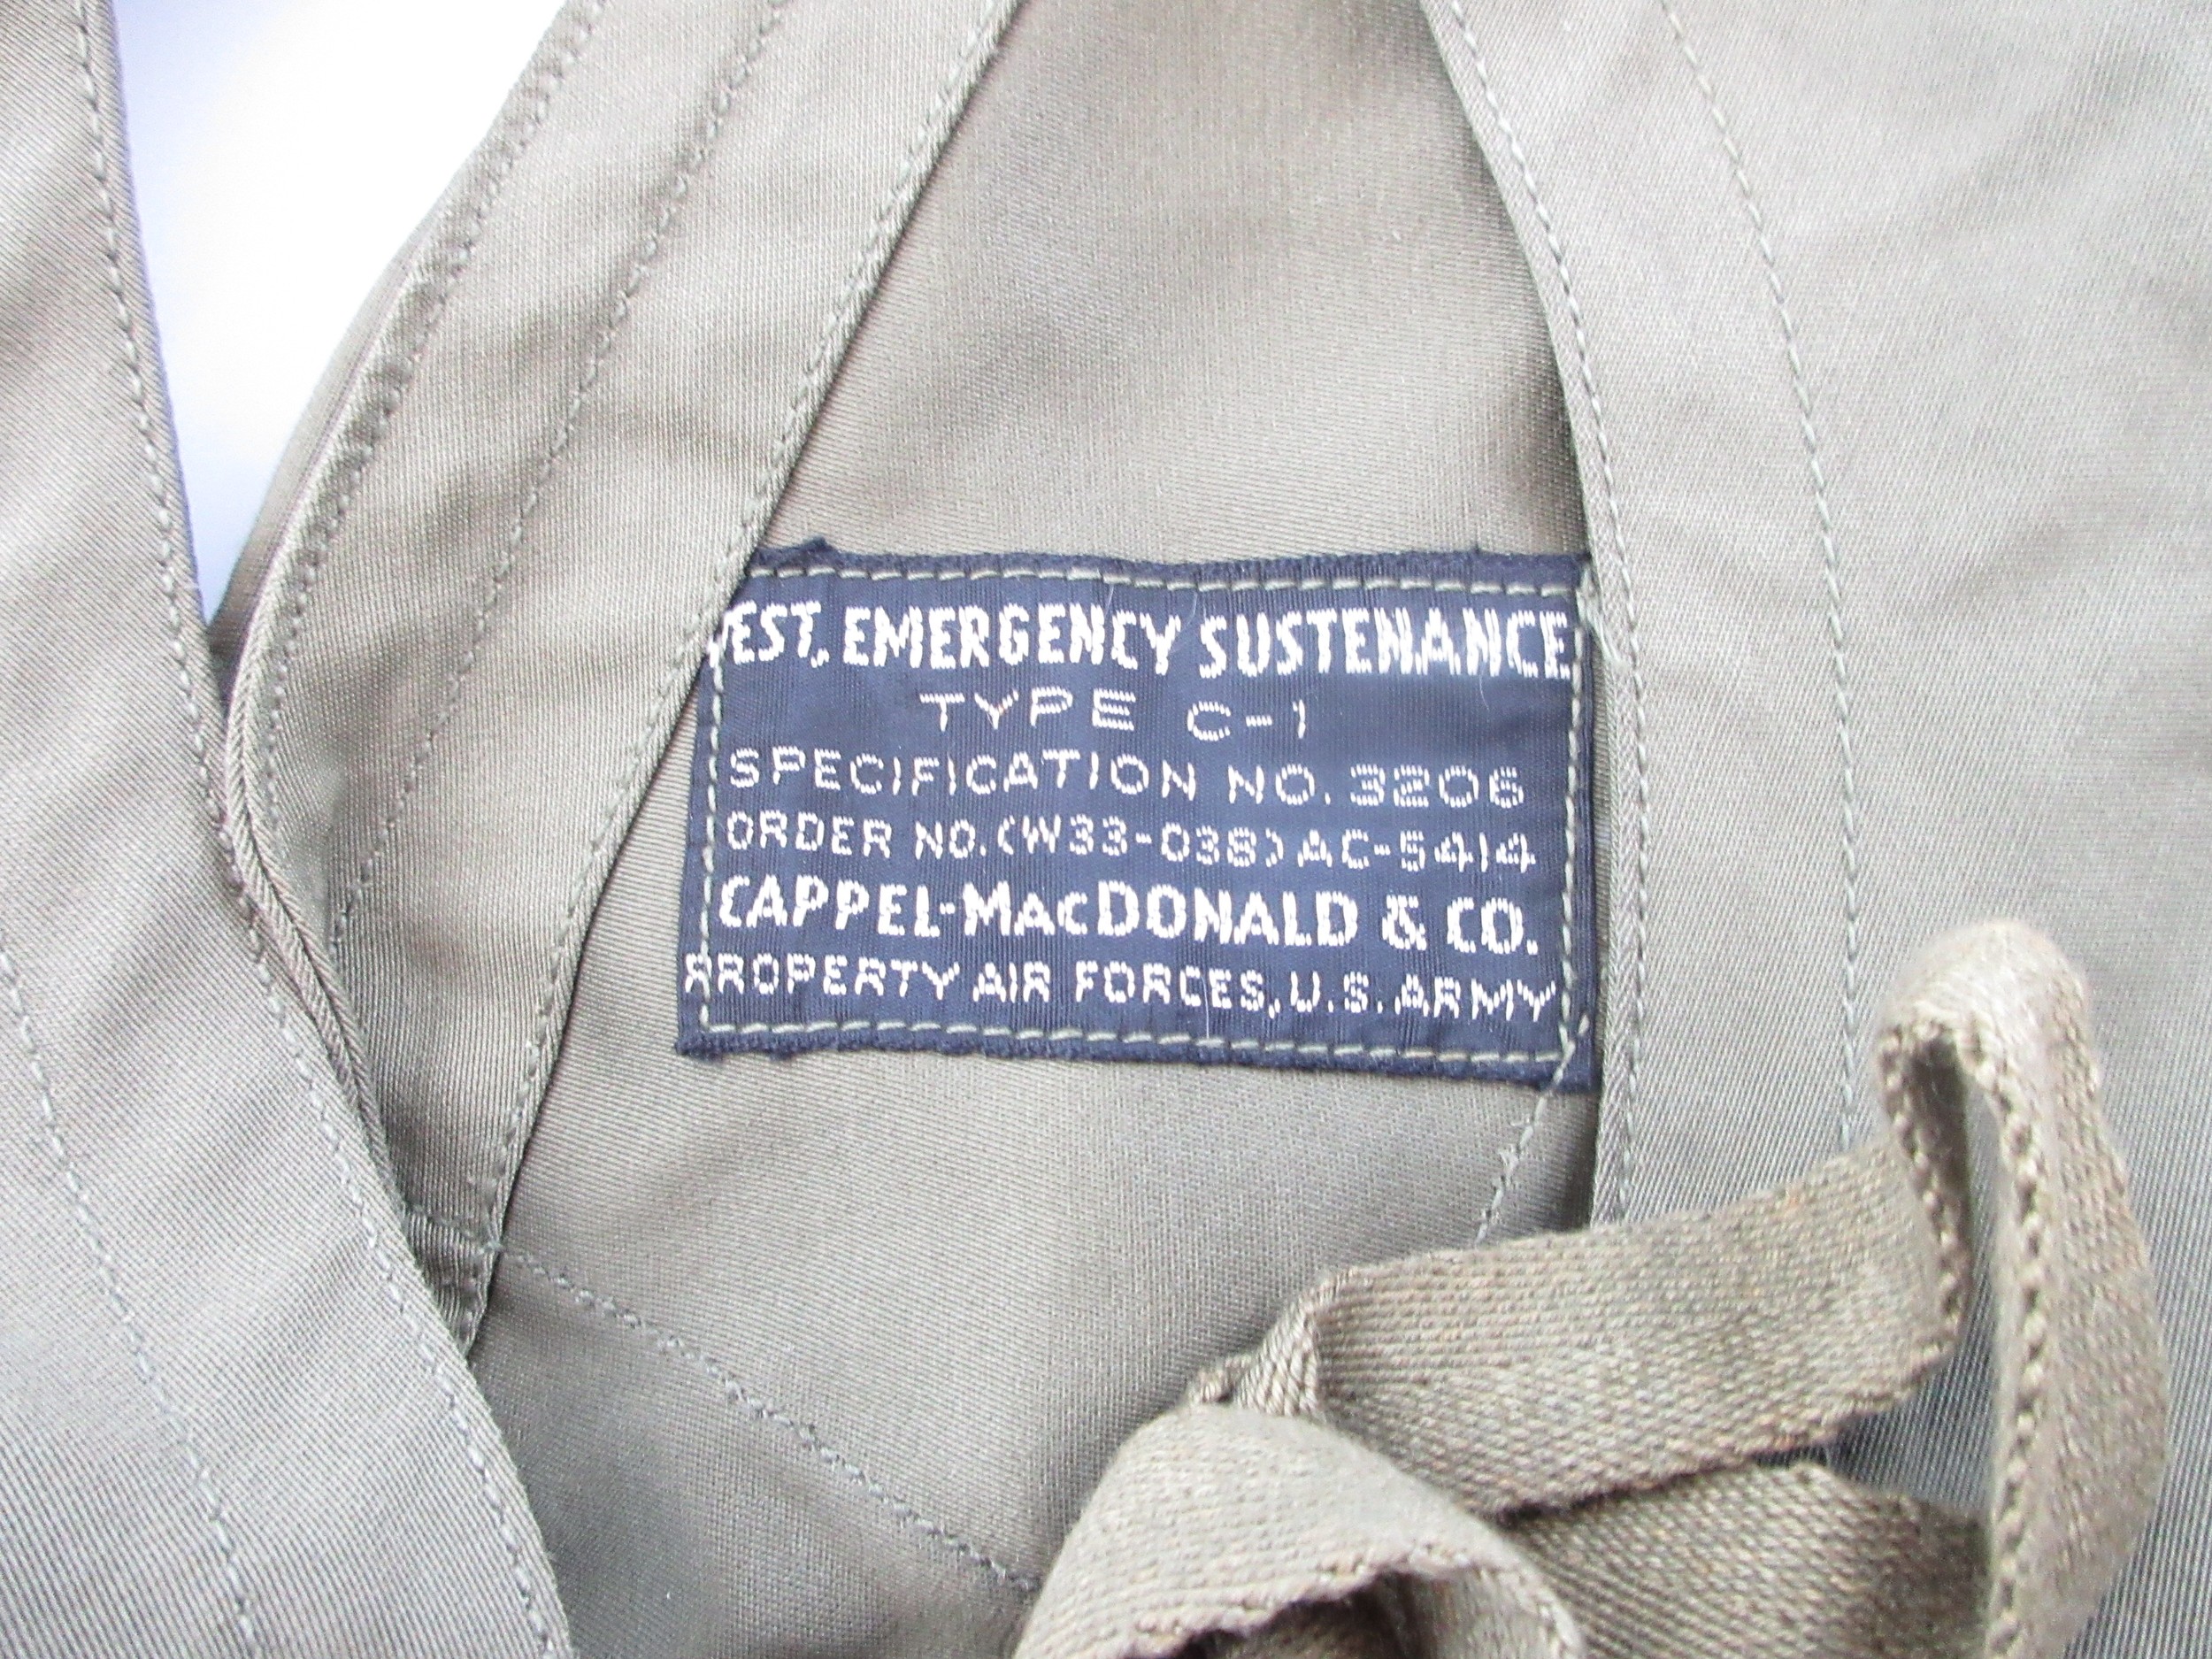 VEST, EMERGENCY SUSTENANCE
TYPE C-1
SPECIFICATION NO. 3206
ORDER NO. (W33-038) AC-5414
CAPPEL-MACDONALD & CO.
PROPERTY AIR FORCES, U.S. ARMY